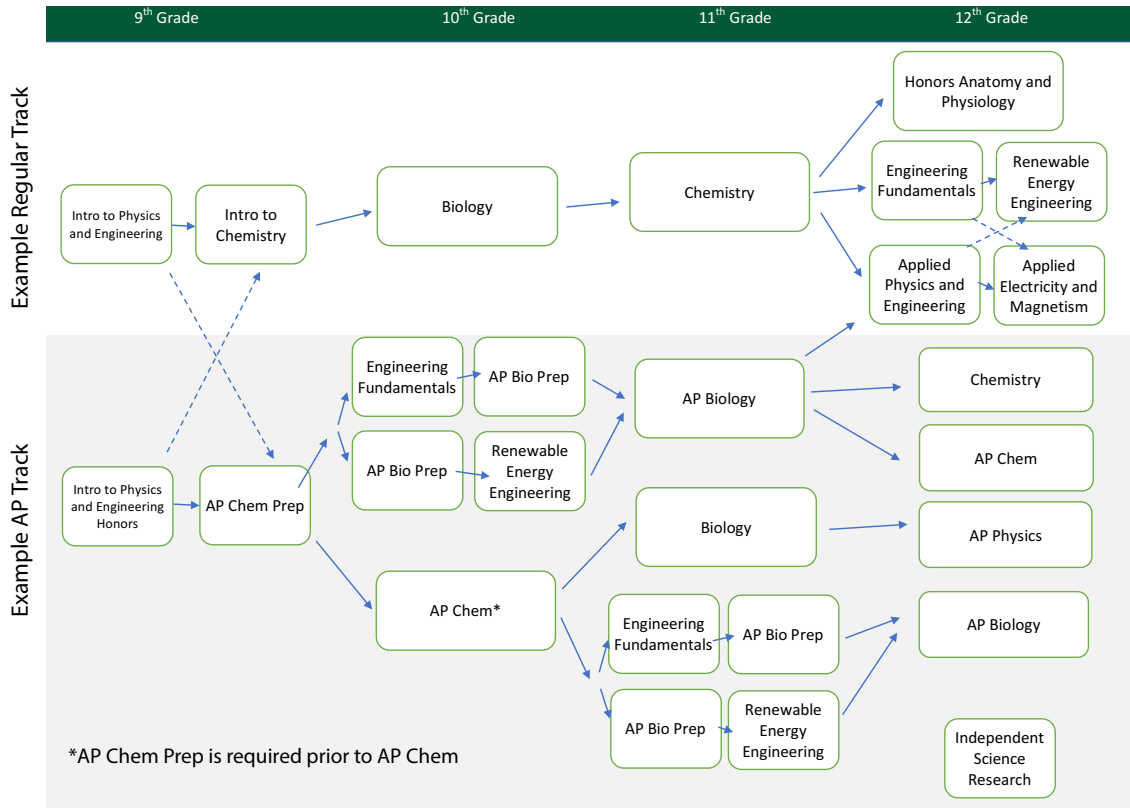 9th Grade
10th Grade
11th Grade
12th Grade
Example Regular Track
Intro to Physics
and Engineering
Intro to
Chemistry
Biology
Chemistry
Honors Anatomy and
Physiology
Engineering
Fundamentals
Renewable
Energy
Engineering
Applied
Physics and
Engineering
Applied
Electricity and
Magnetism
Example AP Track
Intro to Physics
and Engineering
Honors
AP Chem Prep
Engineering
Fundamentals
AP Bio Prep
AP Bio Prep
Renewable
Energy
Engineering
AP Biology
Chemistry
AP Chem
Biology
AP Physics
AP Chem*
Engineering
Fundamentals
AP Bio Prep
AP Biology
AP Bio Prep
Renewable
Energy
Engineering
Independent
Science
Research
*AP Chem Prep is required prior to AP Chem